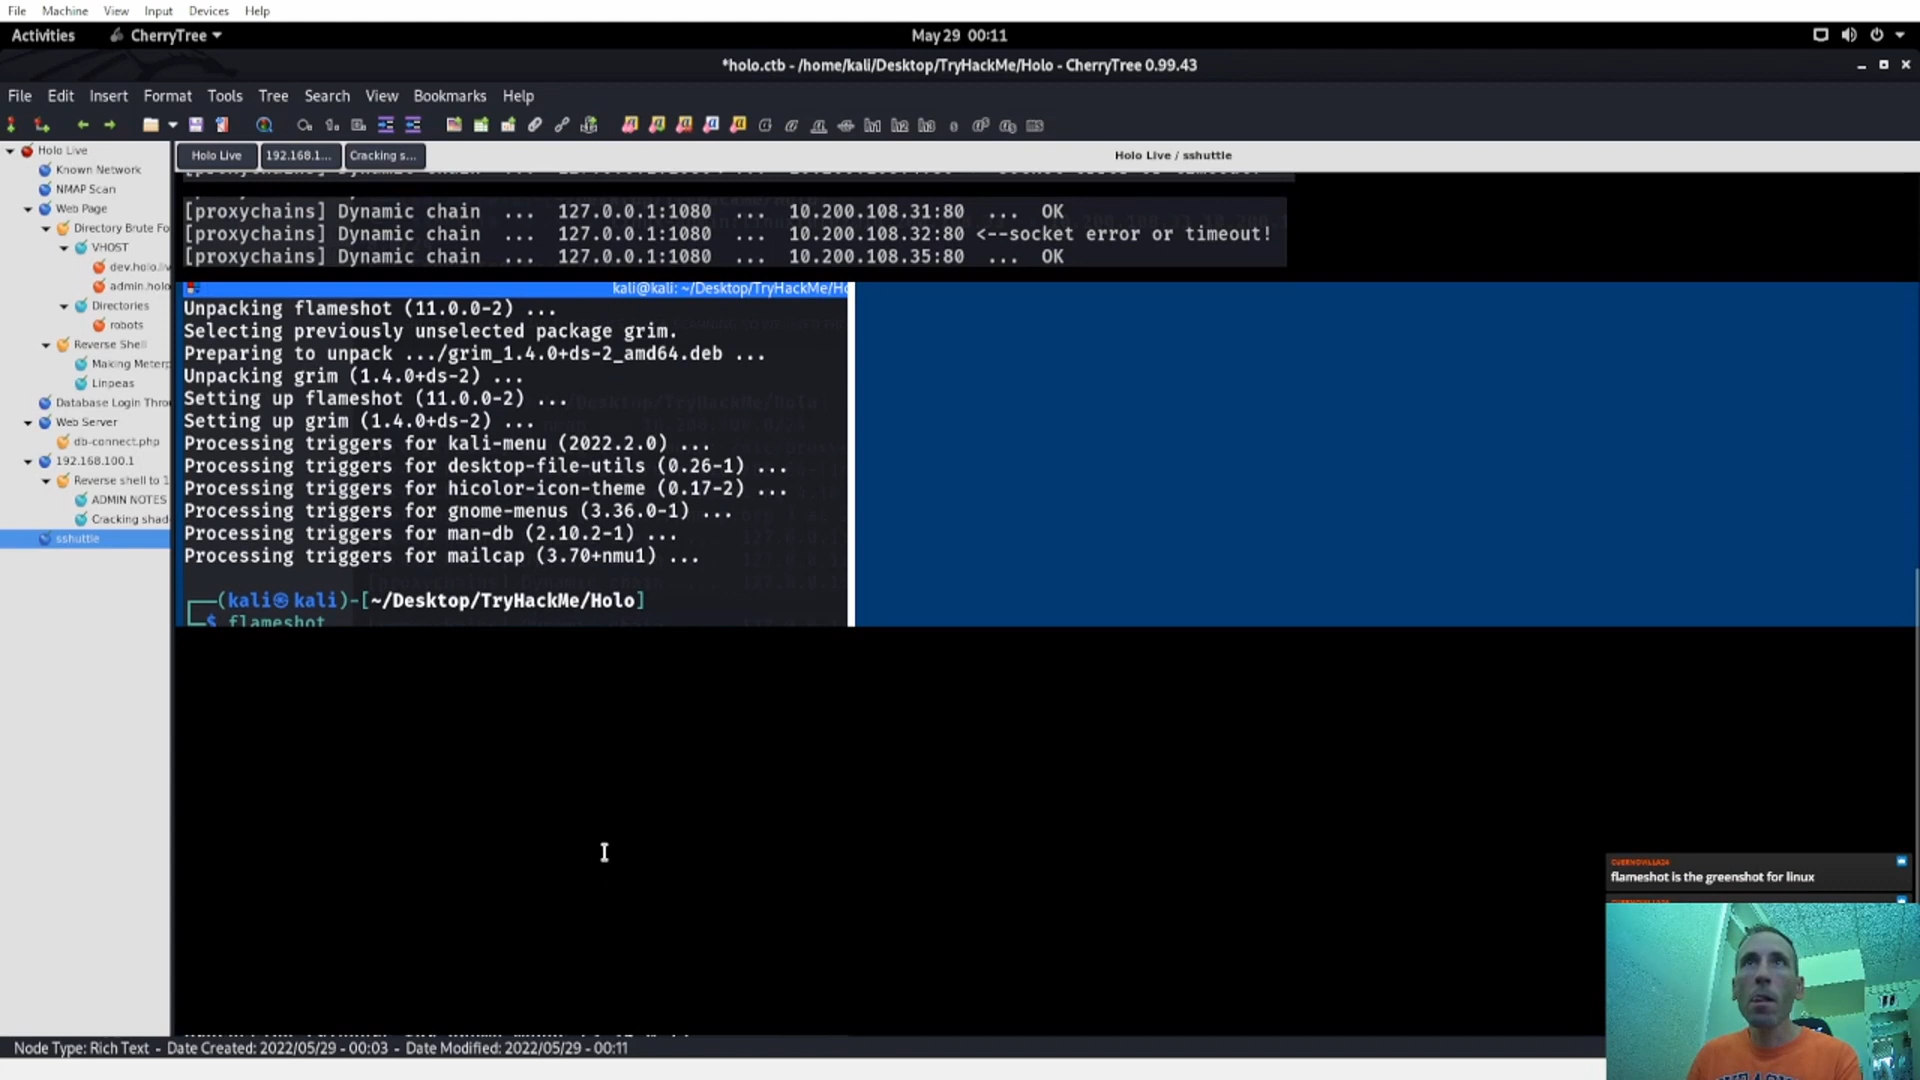 File Machine View Input Devices Help
Activities CherryTree May 29 00:11
*holo.ctb - /home/kali/Desktop/TryHackMe/Holo - CherryTree 0.99.43
File Edit Insert Format Tools Tree Search View Bookmarks Help
Holo Live 192.168.1... Cracking s... Holo Live / sshuttle
Holo Live
Known Network
NMAP Scan
Web Page
Directory Brute Fo
VHOST
dev.holo.liv
admin.holo
Directories
robots
Reverse Shell
Making Meterp
Linpeas
Database Login Thro
Web Server
db-connect.php
192.168.100.1
Reverse shell to 1
ADMIN NOTES
Cracking shad
sshuttle
[proxychains] Dynamic chain ... 127.0.0.1:1080 ... 10.200.108.31:80 ... OK
[proxychains] Dynamic chain ... 127.0.0.1:1080 ... 10.200.108.32:80 <--socket error or timeout!
[proxychains] Dynamic chain ... 127.0.0.1:1080 ... 10.200.108.35:80 ... OK
kali@kali: ~/Desktop/TryHackMe/Ho
Unpacking flameshot (11.0.0-2) ...
Selecting previously unselected package grim.
Preparing to unpack .../grim_1.4.0+ds-2_amd64.deb ...
Unpacking grim (1.4.0+ds-2) ...
Setting up flameshot (11.0.0-2) ...
Setting up grim (1.4.0+ds-2) ...
Processing triggers for kali-menu (2022.2.0) ...
Processing triggers for desktop-file-utils (0.26-1) ...
Processing triggers for hicolor-icon-theme (0.17-2) ...
Processing triggers for gnome-menus (3.36.0-1) ...
Processing triggers for man-db (2.10.2-1) ...
Processing triggers for mailcap (3.70+nmu1) ...
┌──(kali㉿kali)-[~/Desktop/TryHackMe/Holo]
└─$ flameshot
flameshot is the greenshot for linux
Node Type: Rich Text - Date Created: 2022/05/29 - 00:03 - Date Modified: 2022/05/29 - 00:11